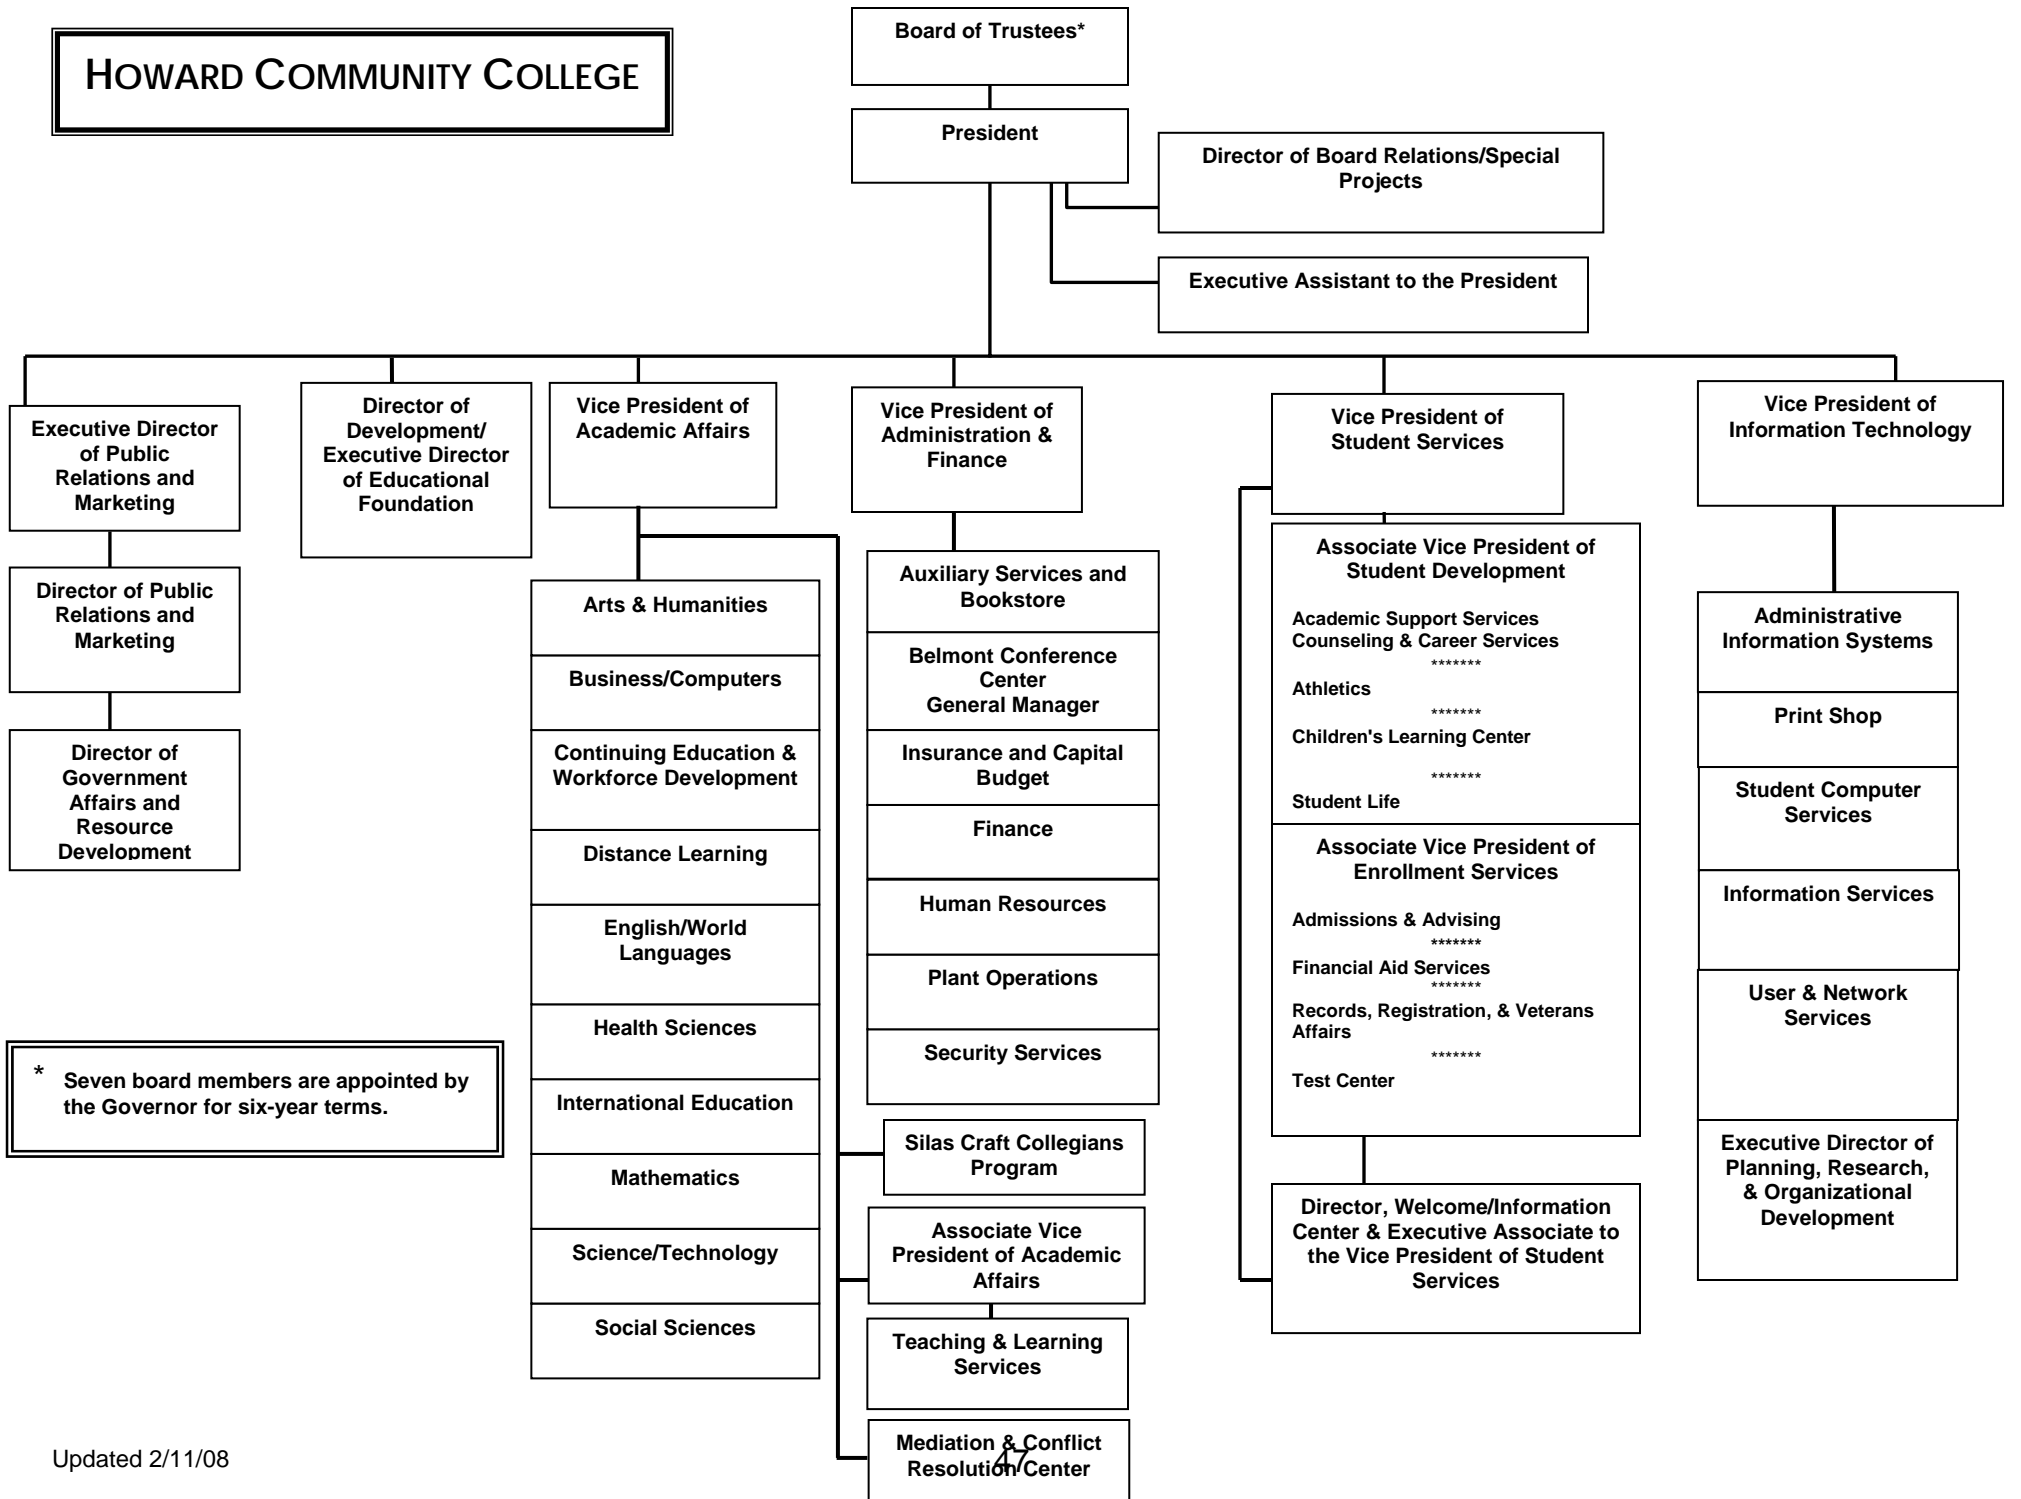 HOWARD COMMUNITY COLLEGE
Board of Trustees*
President
Director of Board Relations/Special
Projects
Executive Assistant to the President
Executive Director
of Public
Relations and
Marketing
Director of Public
Relations and
Marketing
Director of
Government
Affairs and
Resource
Development
Director of
Development/
Executive Director
of Educational
Foundation
Vice President of
Academic Affairs
Arts & Humanities
Business/Computers
Continuing Education &
Workforce Development
Distance Learning
English/World
Languages
Health Sciences
International Education
Mathematics
Science/Technology
Social Sciences
Vice President of
Administration &
Finance
Auxiliary Services and
Bookstore
Belmont Conference
Center
General Manager
Insurance and Capital
Budget
Finance
Human Resources
Plant Operations
Security Services
Silas Craft Collegians
Program
Associate Vice
President of Academic
Affairs
Teaching & Learning
Services
Mediation & Conflict
Resolution Center
Vice President of
Student Services
Associate Vice President of
Student Development
Academic Support Services
Counseling & Career Services
*******
Athletics
*******
Children's Learning Center
*******
Student Life
Associate Vice President of
Enrollment Services
Admissions & Advising
*******
Financial Aid Services
*******
Records, Registration, & Veterans
Affairs
*******
Test Center
Director, Welcome/Information
Center & Executive Associate to
the Vice President of Student
Services
Vice President of
Information Technology
Administrative
Information Systems
Print Shop
Student Computer
Services
Information Services
User & Network
Services
Executive Director of
Planning, Research,
& Organizational
Development
* Seven board members are appointed by
the Governor for six-year terms.
Updated 2/11/08
47